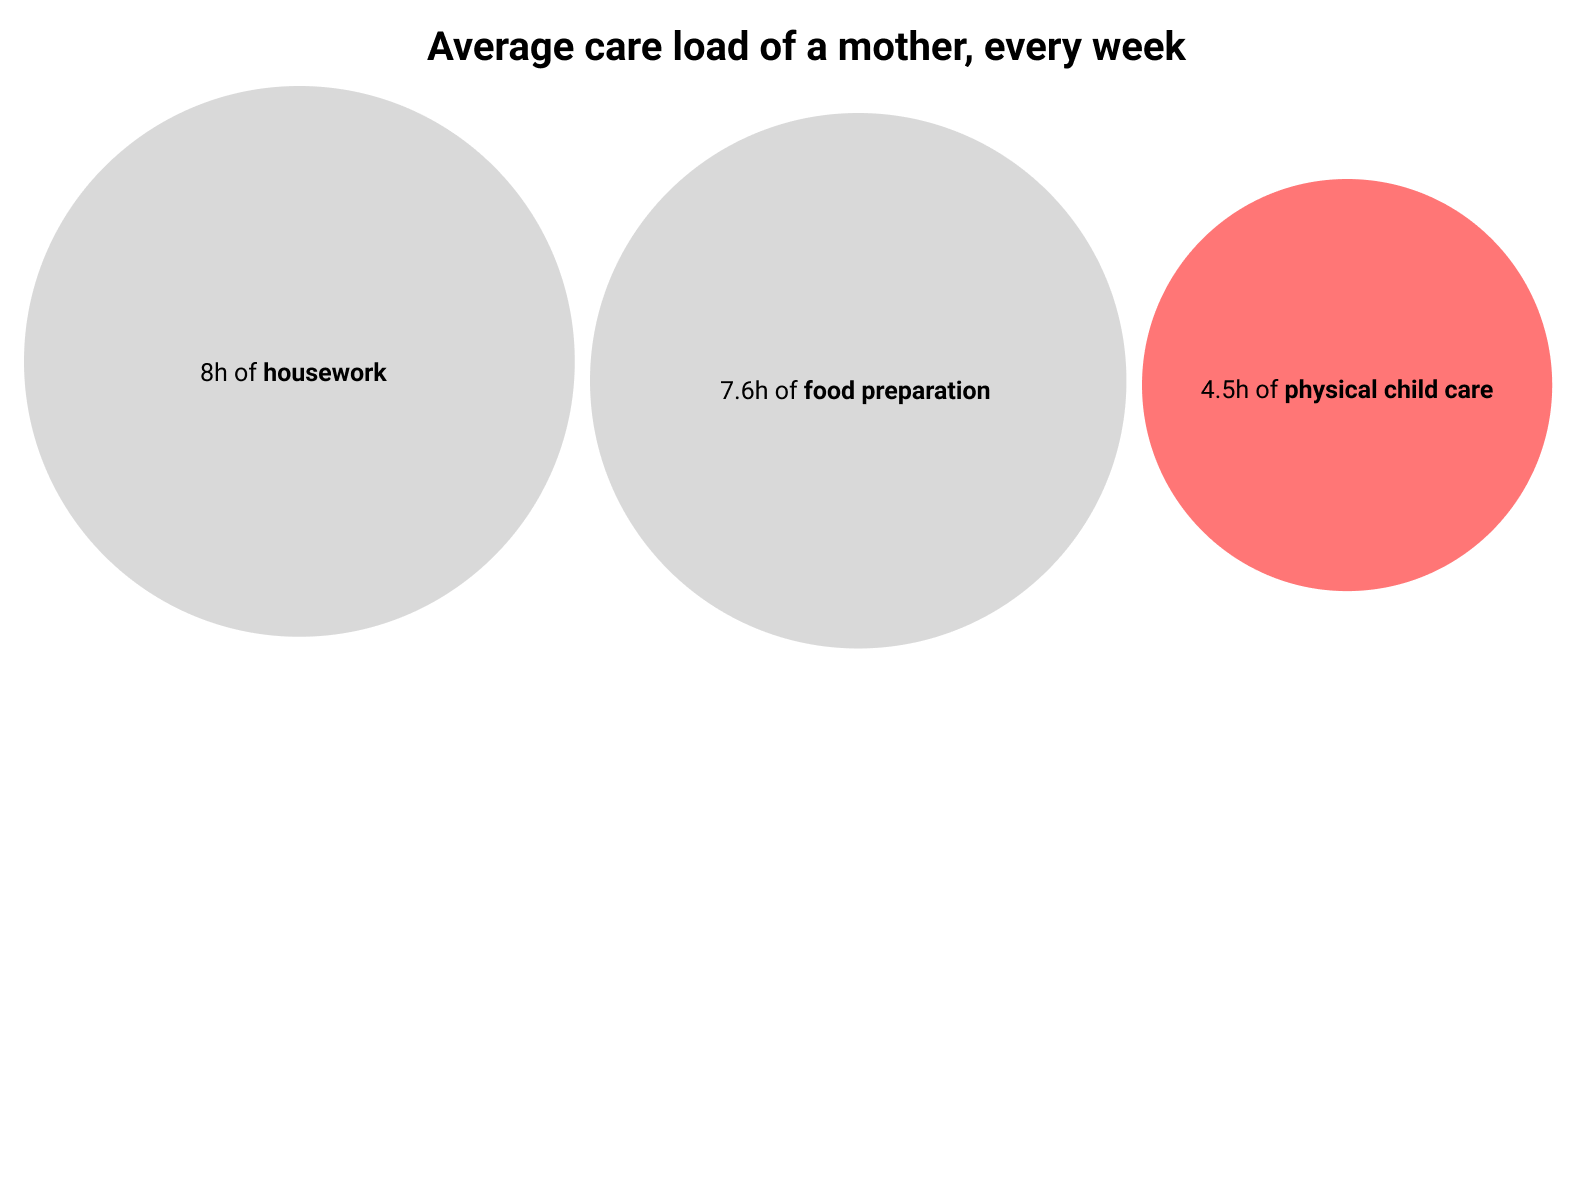 Average care load of a mother, every week
8h of housework
7.6h of food preparation
4.5h of physical child care